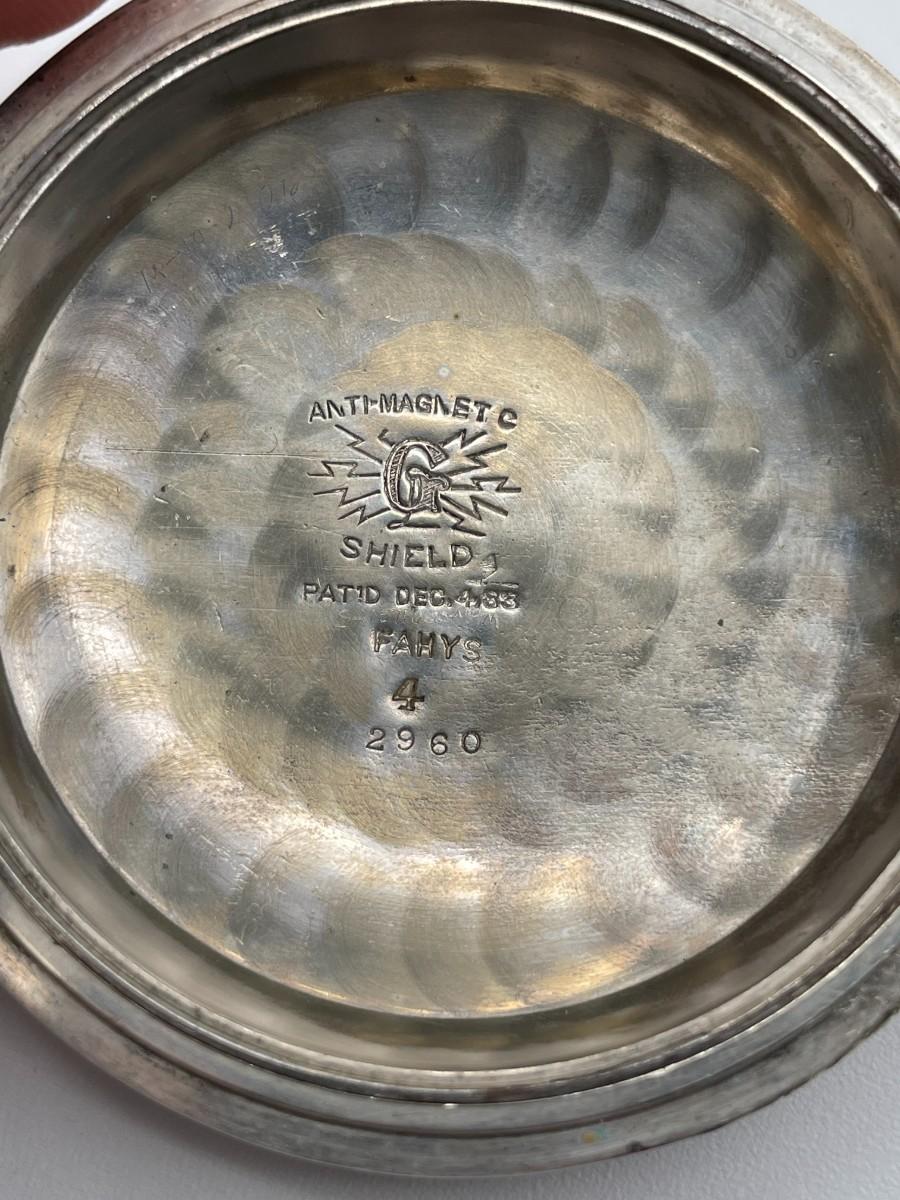 ANTI-MAGNET C
G
SHIELD
PAT'D DEC. 4, 83
FAHYS
4
2960